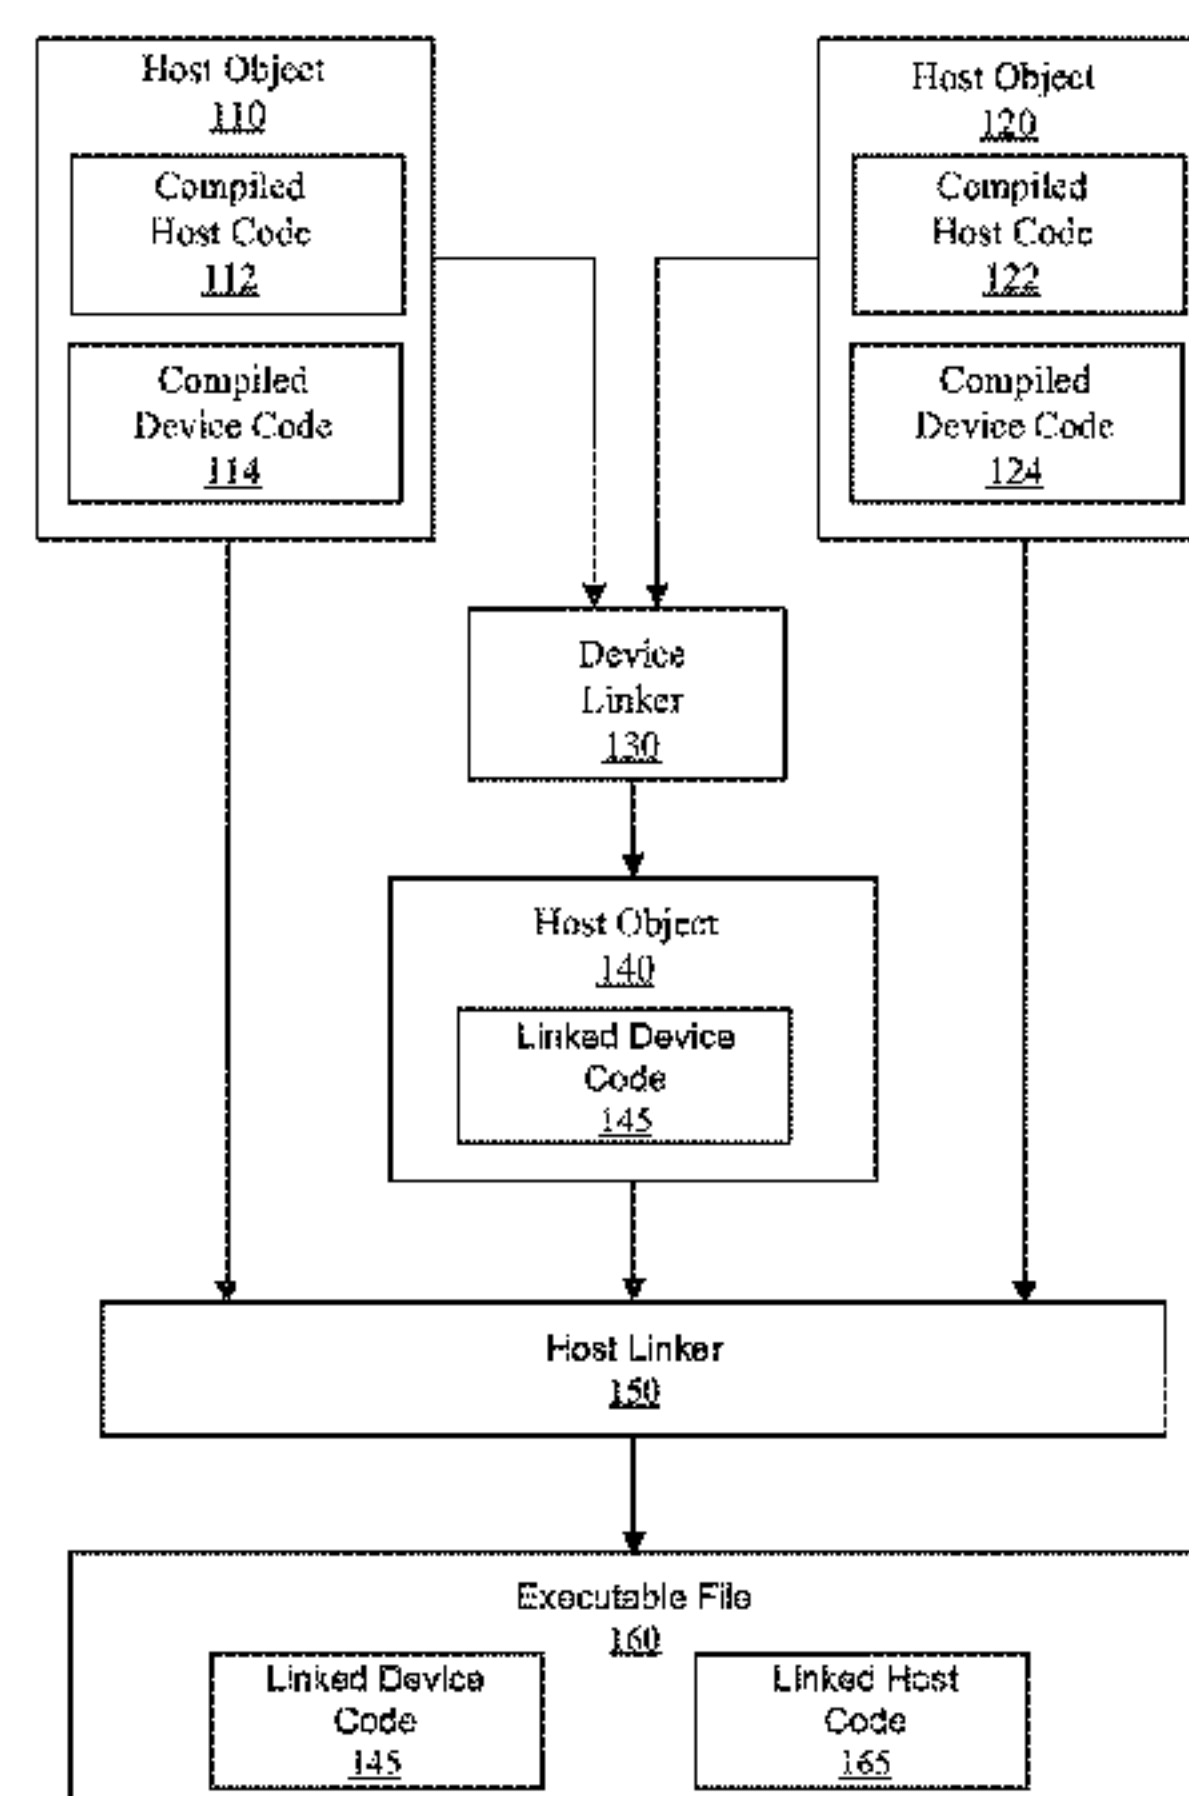 Host Object
110
Compiled
Host Code
112
Compiled
Device Code
114
Host Object
120
Compiled
Host Code
122
Compiled
Device Code
124
Device
Linker
130
Host Object
140
Linked Device
Code
145
Host Linker
150
Executable File
160
Linked Device
Code
145
Linked Host
Code
165